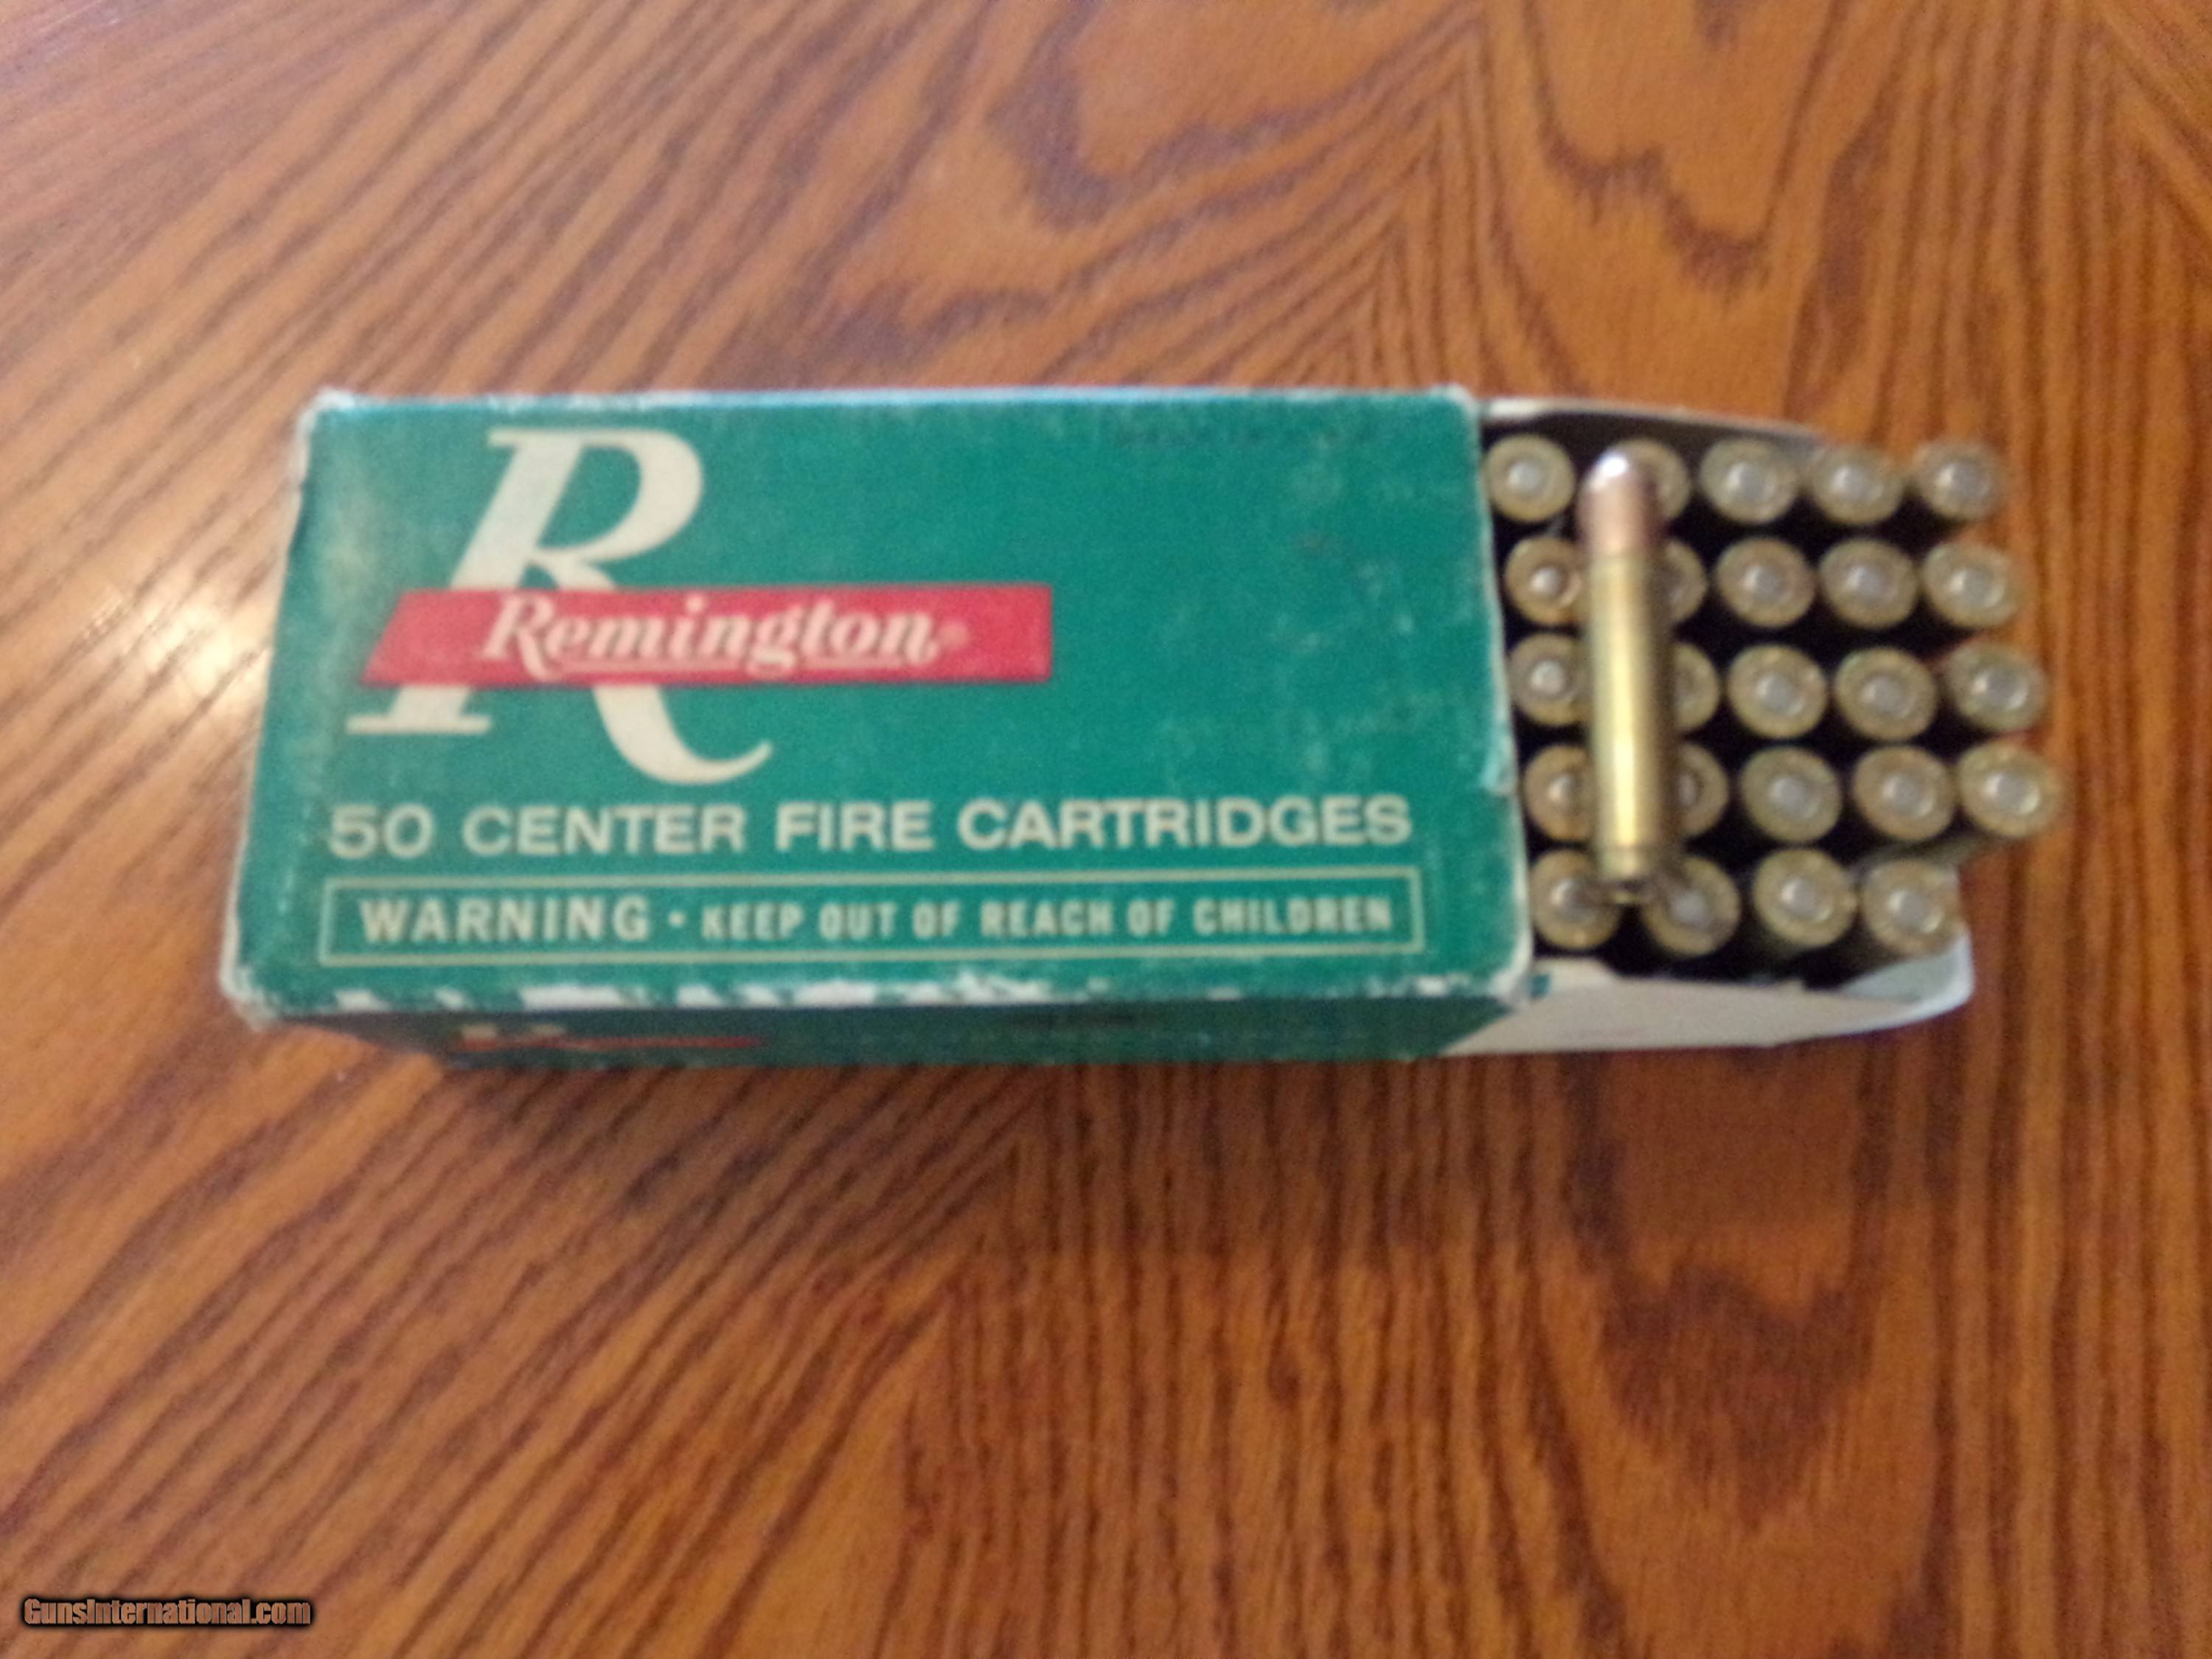 R
Remington®
50 CENTER FIRE CARTRIDGES
WARNING • KEEP OUT OF REACH OF CHILDREN
GunsInternational.com